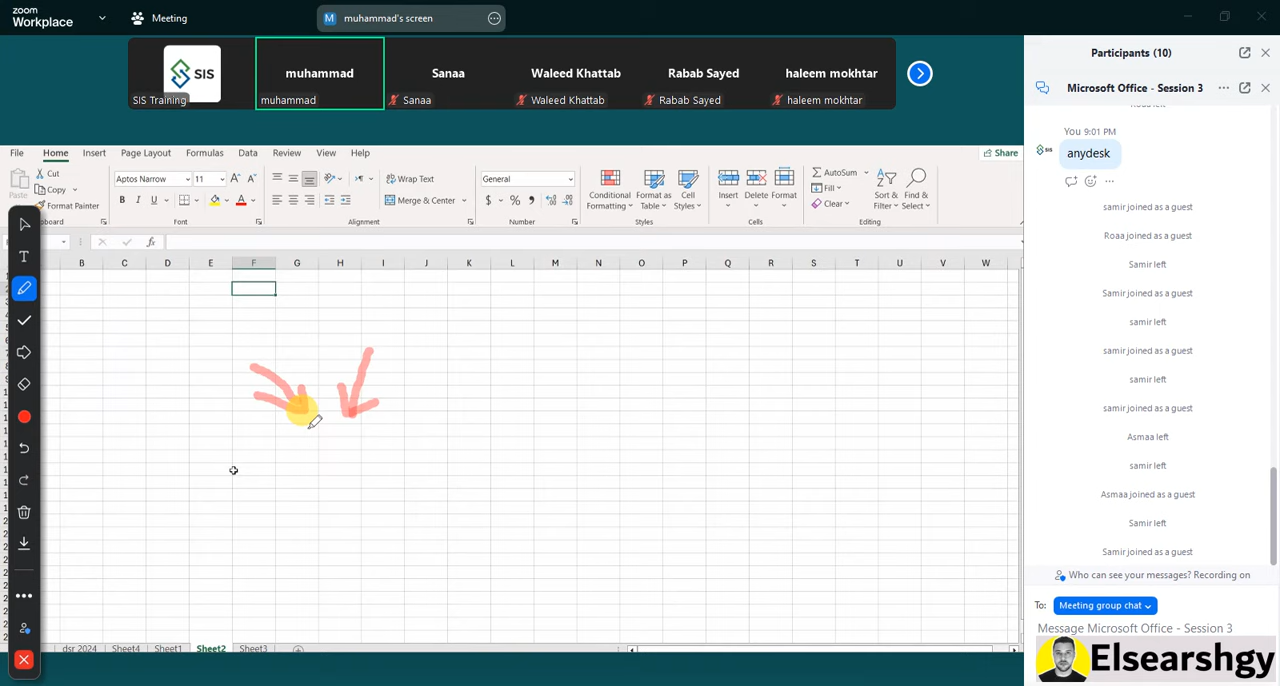 zoom
Workplace
Meeting
M muhammad's screen
SIS
SIS Training
muhammad
muhammad
Sanaa
Sanaa
Waleed Khattab
Waleed Khattab
Rabab Sayed
Rabab Sayed
haleem mokhtar
haleem mokhtar
Participants (10)
Microsoft Office - Session 3
You 9:01 PM
SIS
anydesk
samir joined as a guest
Roaa joined as a guest
Samir left
Samir joined as a guest
samir left
samir joined as a guest
samir left
samir joined as a guest
Asmaa left
samir left
Asmaa joined as a guest
Samir left
Samir joined as a guest
Who can see your messages? Recording on
To: Meeting group chat
Message Microsoft Office - Session 3
Elsearshgy
File Home Insert Page Layout Formulas Data Review View Help Share
Paste Cut
Copy
Format Painter
Aptos Narrow 11
B I U
Font
Wrap Text
Merge & Center
Alignment
General
$ %
Number
Conditional Formatting
Format as Table
Cell Styles
Styles
Insert Delete Format
Cells
AutoSum
Fill
Clear
Sort & Filter
Find & Select
Editing
fx
B C D E F G H I J K L M N O P Q R S T U V W
T
dsr 2024 Sheet4 Sheet1 Sheet2 Sheet3